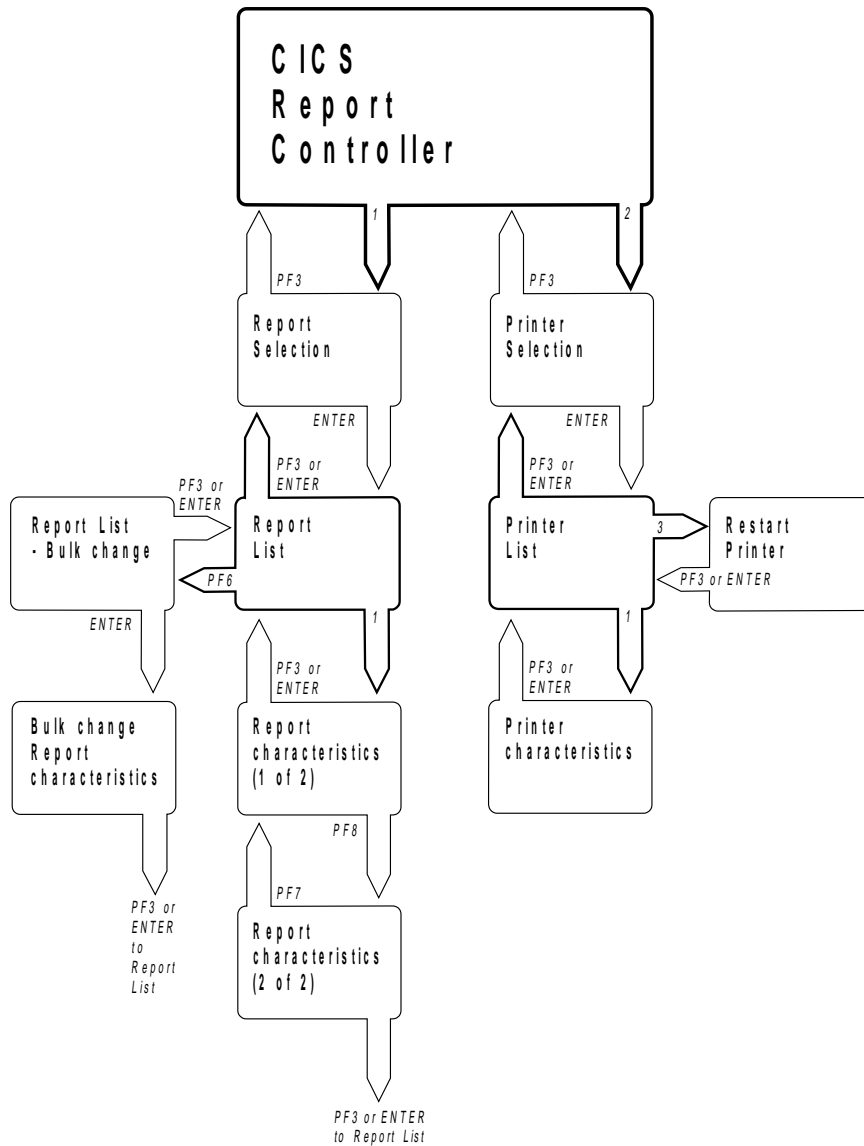 CICS
Report
Controller
1
2
PF3
PF3
Report
Selection
Printer
Selection
ENTER
ENTER
PF3 or
ENTER
PF3 or
ENTER
PF3 or
ENTER
Report List
- Bulk change
Report
List
Printer
List
3
Restart
Printer
PF6
PF3 or ENTER
ENTER
1
1
PF3 or
ENTER
PF3 or
ENTER
Bulk change
Report
characteristics
Report
characteristics
(1 of 2)
Printer
characteristics
PF8
PF7
PF3 or
ENTER
to
Report
List
Report
characteristics
(2 of 2)
PF3 or ENTER
to Report List